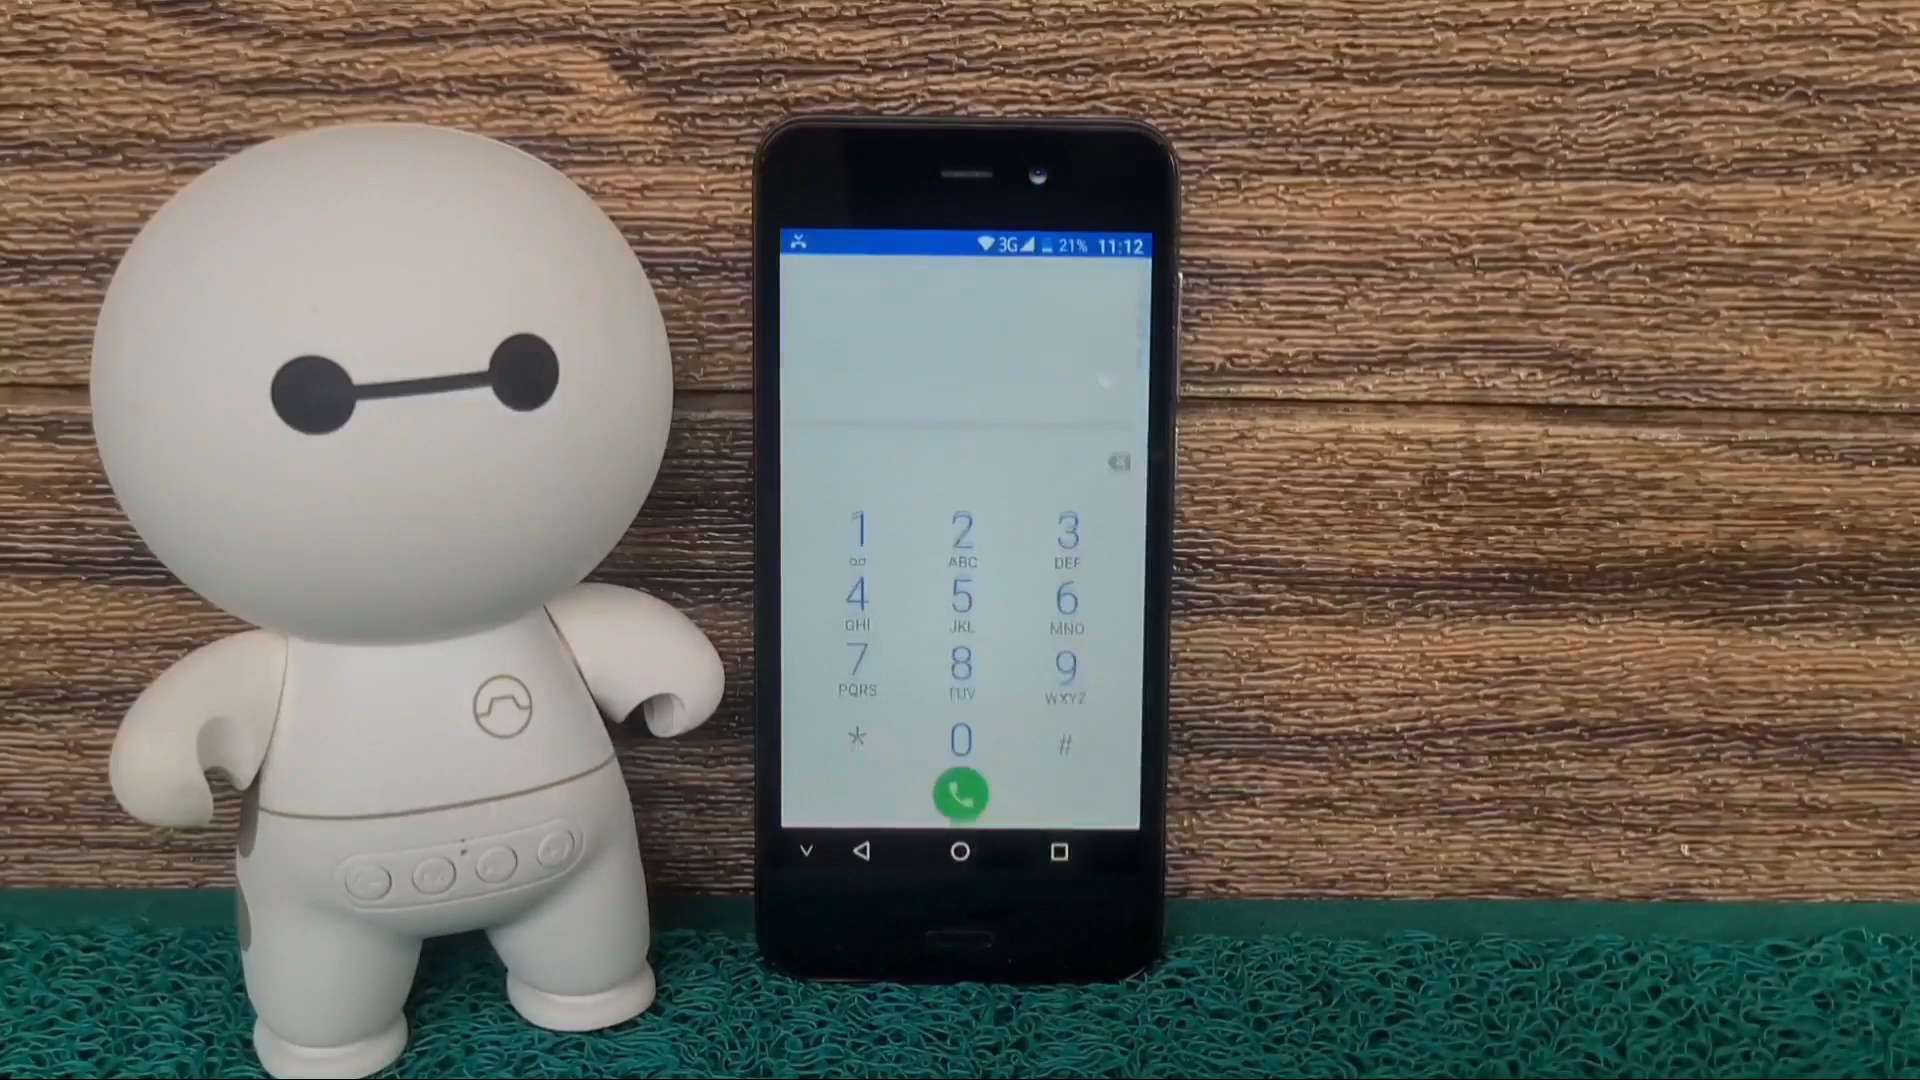 3G 21% 11:12
1 2 3
ABC DEF
4 5 6
GHI JKL MNO
7 8 9
PQRS TUV WXYZ
* 0 #